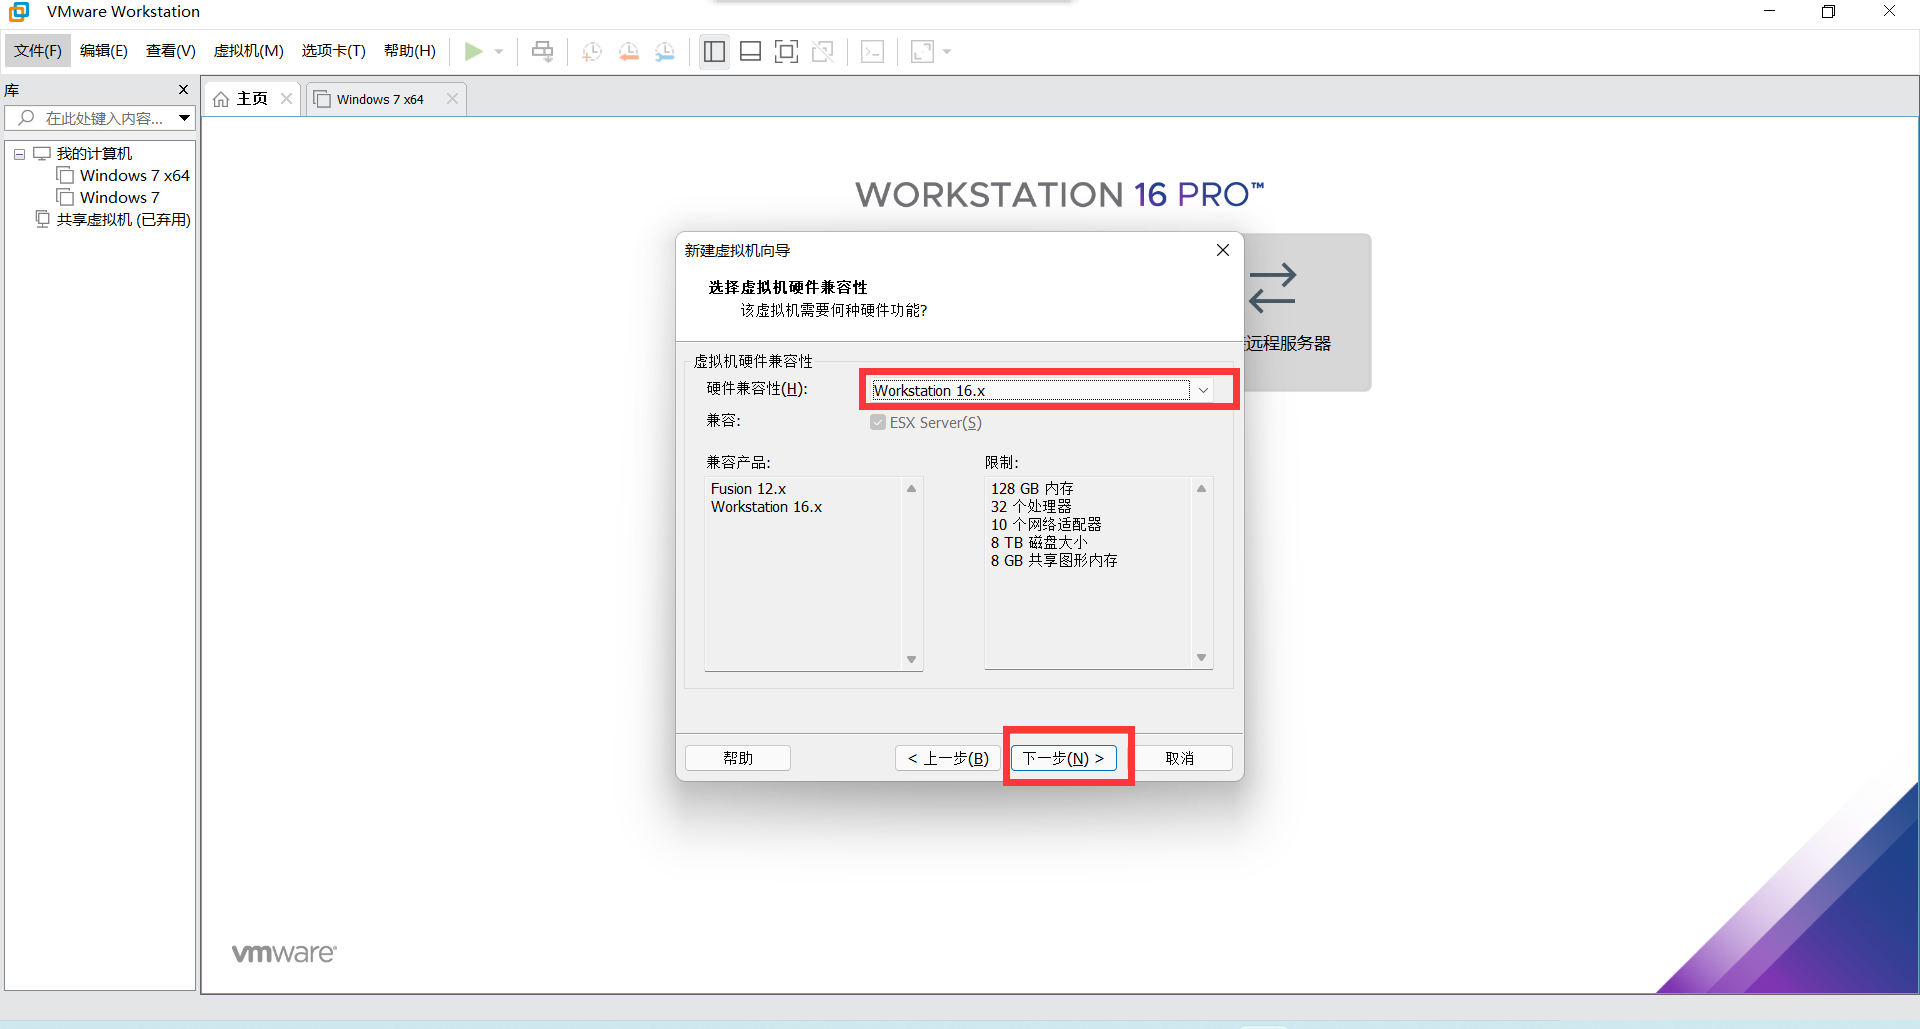 VMware Workstation
文件(F) 编辑(E) 查看(V) 虚拟机(M) 选项卡(T) 帮助(H)
库
在此处键入内容...
我的计算机
Windows 7 x64
Windows 7
共享虚拟机 (已弃用)
主页
Windows 7 x64
WORKSTATION 16 PRO™
远程服务器
新建虚拟机向导
选择虚拟机硬件兼容性
该虚拟机需要何种硬件功能?
虚拟机硬件兼容性
硬件兼容性(H):
Workstation 16.x
兼容:
ESX Server(S)
兼容产品:
Fusion 12.x
Workstation 16.x
限制:
128 GB 内存
32 个处理器
10 个网络适配器
8 TB 磁盘大小
8 GB 共享图形内存
帮助
< 上一步(B)
下一步(N) >
取消
vmware®